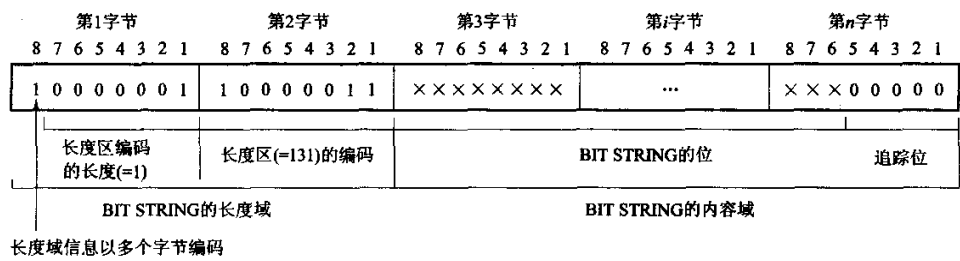 第1字节 第2字节 第3字节 第i字节 第n字节
8 7 6 5 4 3 2 1 8 7 6 5 4 3 2 1 8 7 6 5 4 3 2 1 8 7 6 5 4 3 2 1 8 7 6 5 4 3 2 1
1 0 0 0 0 0 0 1 1 0 0 0 0 0 1 1 × × × × × × × × … × × × 0 0 0 0 0
长度区编码 长度区(=131)的编码 BIT STRING的位 追踪位
的长度(=1)
BIT STRING的长度域 BIT STRING的内容域
长度域信息以多个字节编码